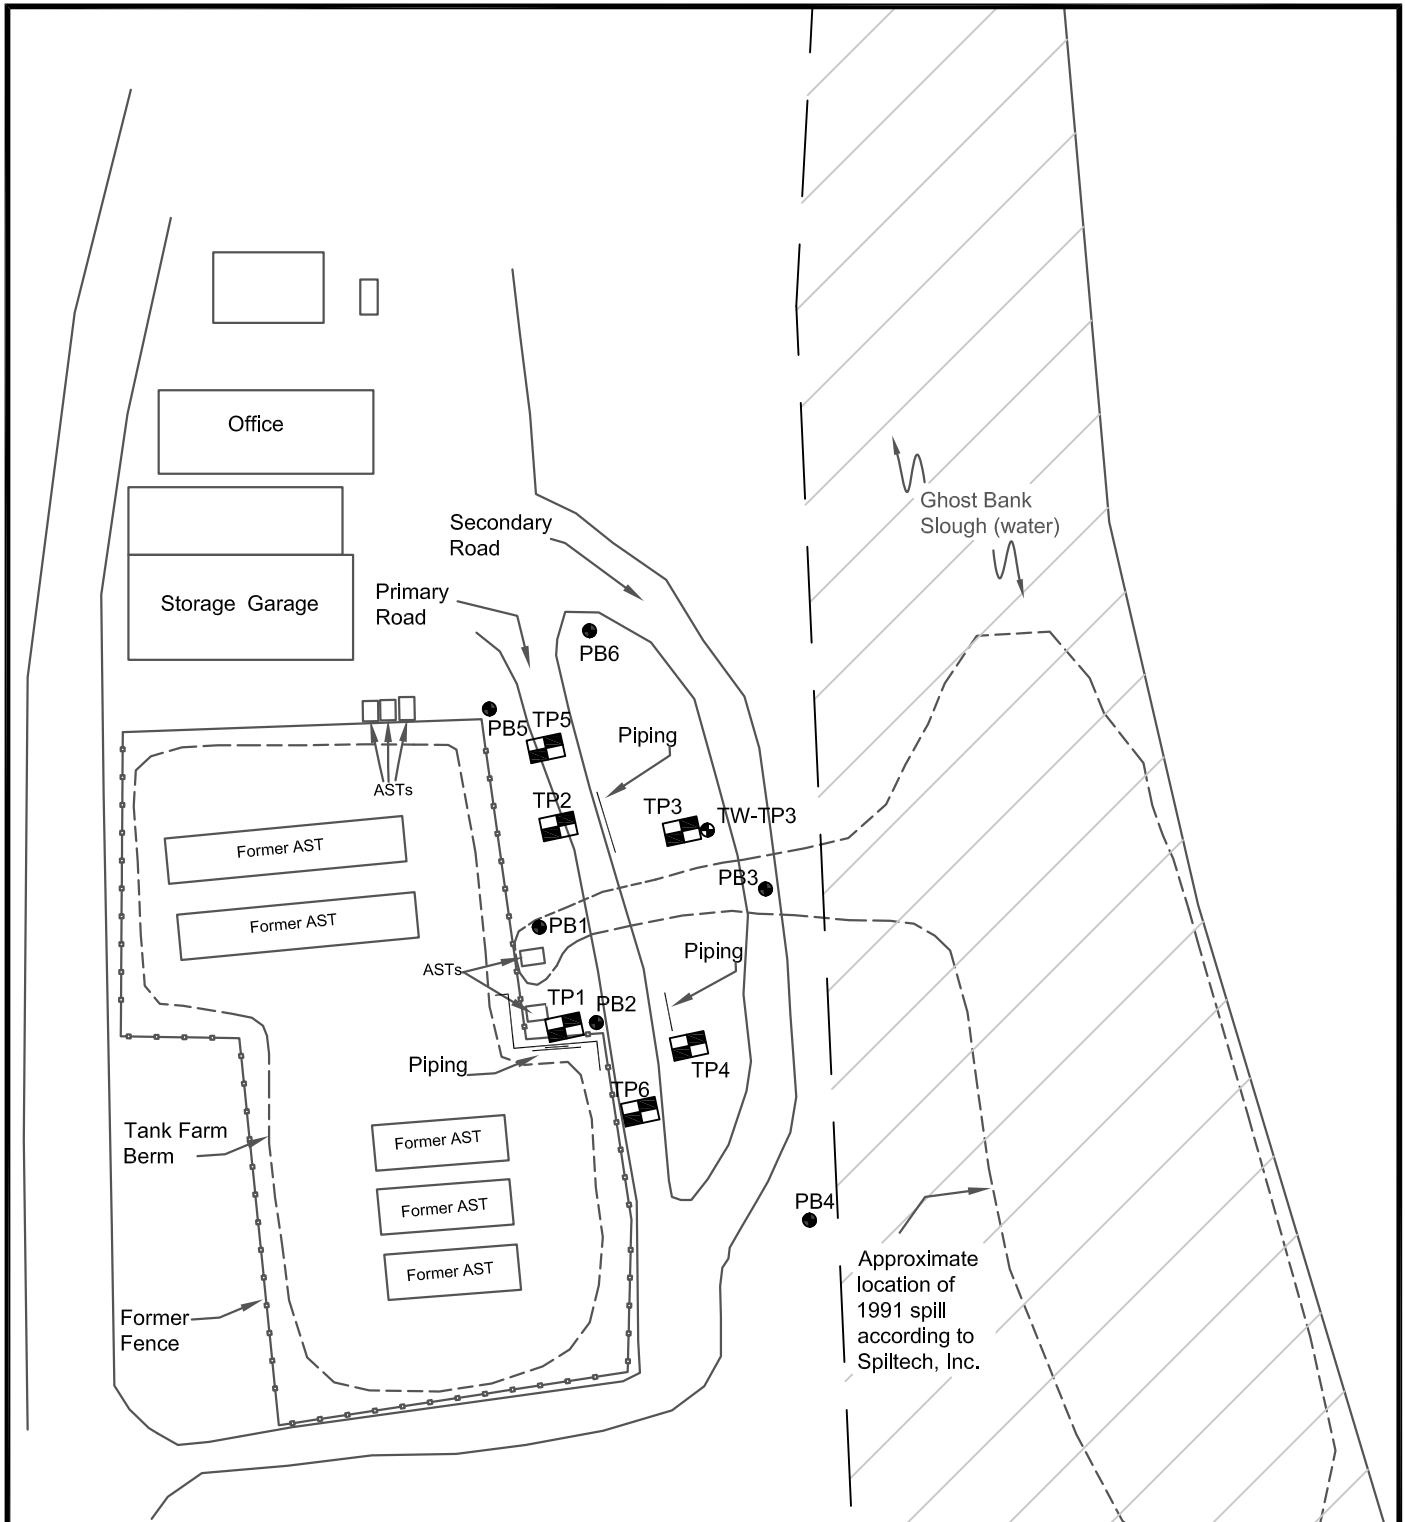 Office
Ghost Bank
Slough (water)
Secondary
Road
Storage Garage
Primary
Road
PB6
PB5
TP5
Piping
ASTs
TP2
TP3
TW-TP3
Former AST
PB3
Former AST
PB1
Piping
ASTs
TP1
PB2
Piping
TP4
TP6
Tank Farm
Berm
Former AST
PB4
Former AST
Approximate
location of
1991 spill
according to
Spiltech, Inc.
Former AST
Former
Fence